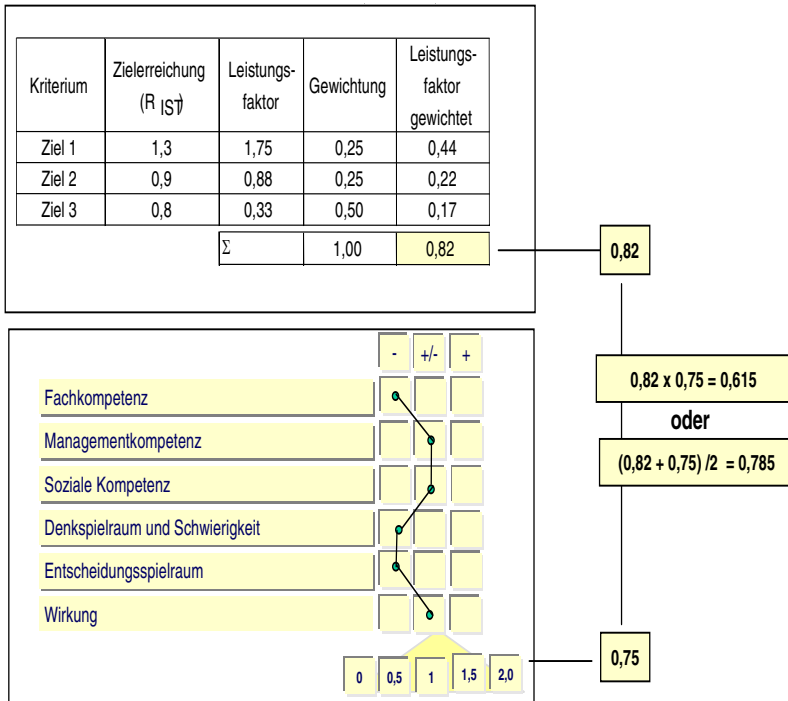 Kriterium Zielerreichung (R IST) Leistungs-faktor Gewichtung Leistungs-faktor gewichtet
Ziel 1 1,3 1,75 0,25 0,44
Ziel 2 0,9 0,88 0,25 0,22
Ziel 3 0,8 0,33 0,50 0,17
Σ 1,00 0,82
0,82
- +/- +
Fachkompetenz
Managementkompetenz
Soziale Kompetenz
Denkspielraum und Schwierigkeit
Entscheidungsspielraum
Wirkung
0 0,5 1 1,5 2,0
0,82 x 0,75 = 0,615
oder
(0,82 + 0,75) /2 = 0,785
0,75